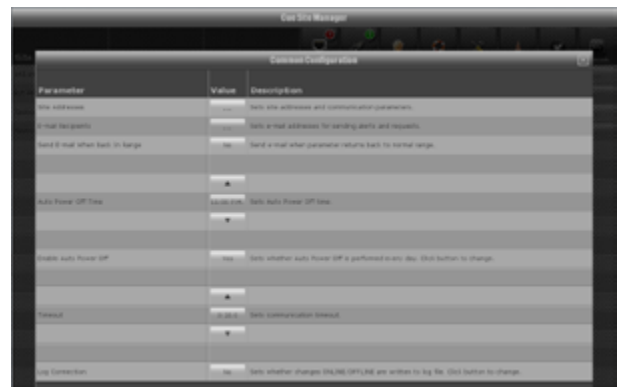 Gen Site Manager
Common Configuration
Parameter Value Description
Site Addresses ... Sets site addresses and communication parameters.
E-mail Recipients ... Sets e-mail addresses for sending alerts and requests.
Send E-mail When Back In Range No Send e-mail when parameter returns back to normal range.
Auto Power Off Time Sets Auto Power Off time.
Enable Auto Power Off Yes Sets whether Auto Power Off is performed every day. Click button to change.
Timeout Sets communication timeout.
Log Connection No Sets whether changes ONLINE/OFFLINE are written to log file. Click button to change.